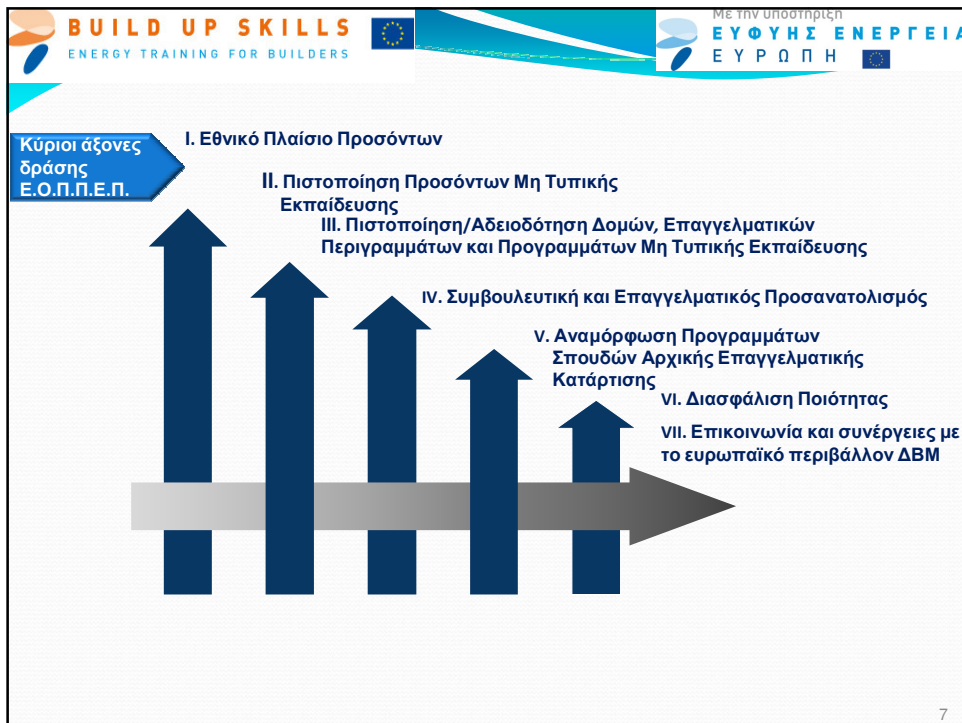 BUILD UP SKILLS
ENERGY TRAINING FOR BUILDERS
Με την υποστήριξη
ΕΥΦΥΗΣ ΕΝΕΡΓΕΙΑ
ΕΥΡΩΠΗ
Κύριοι άξονες
δράσης
Ε.Ο.Π.Π.Ε.Π.
I. Εθνικό Πλαίσιο Προσόντων
II. Πιστοποίηση Προσόντων Μη Τυπικής
Εκπαίδευσης
III. Πιστοποίηση/Αδειοδότηση Δομών, Επαγγελματικών
Περιγραμμάτων και Προγραμμάτων Μη Τυπικής Εκπαίδευσης
IV. Συμβουλευτική και Επαγγελματικός Προσανατολισμός
V. Αναμόρφωση Προγραμμάτων
Σπουδών Αρχικής Επαγγελματικής
Κατάρτισης
VI. Διασφάλιση Ποιότητας
VII. Επικοινωνία και συνέργειες με
το ευρωπαϊκό περιβάλλον ΔΒΜ
7